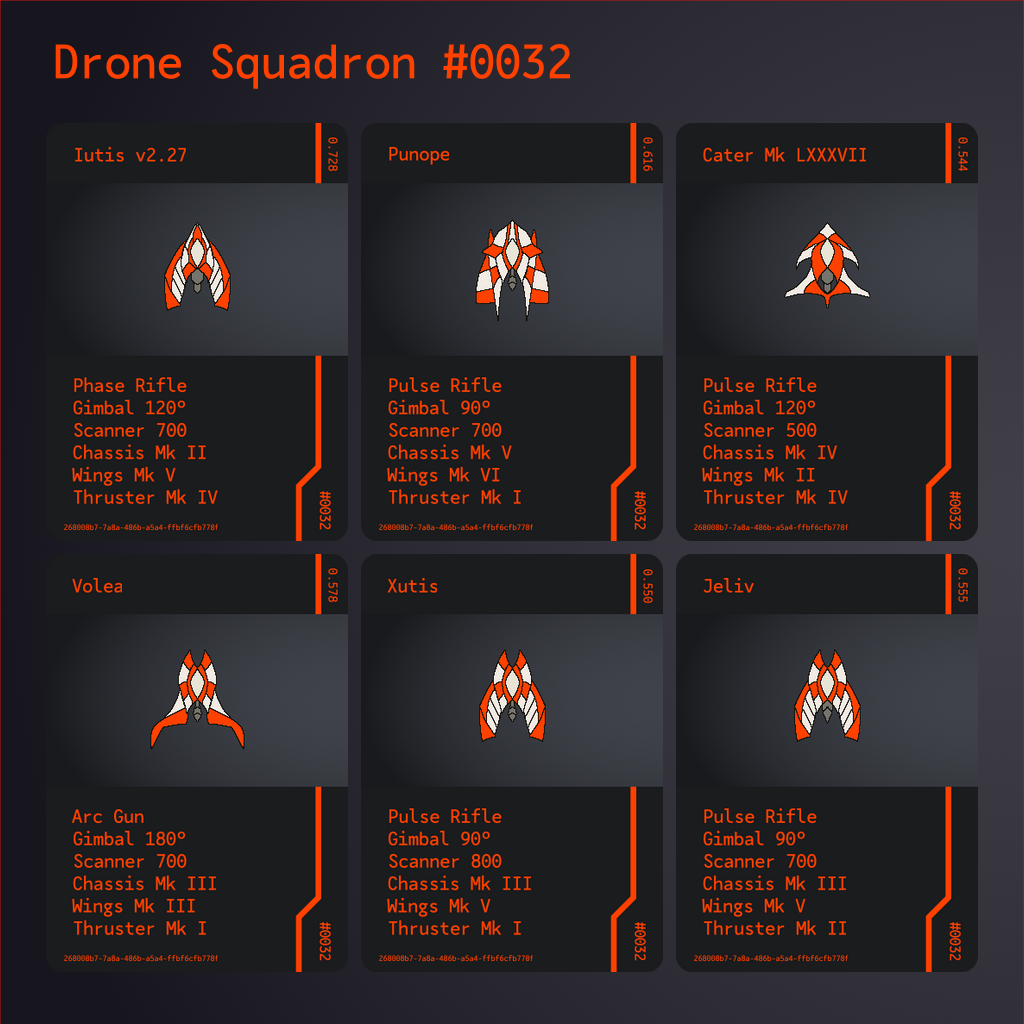 Drone Squadron #0032
Iutis v2.27
0.728
Phase Rifle
Gimbal 120º
Scanner 700
Chassis Mk II
Wings Mk V
Thruster Mk IV
#0032
268008b7-7a8a-486b-a5a4-ffbf6cfb778f
Punope
0.616
Pulse Rifle
Gimbal 90º
Scanner 700
Chassis Mk V
Wings Mk VI
Thruster Mk I
#0032
268008b7-7a8a-486b-a5a4-ffbf6cfb778f
Cater Mk LXXXVII
0.544
Pulse Rifle
Gimbal 120º
Scanner 500
Chassis Mk IV
Wings Mk II
Thruster Mk IV
#0032
268008b7-7a8a-486b-a5a4-ffbf6cfb778f
Volea
0.578
Arc Gun
Gimbal 180º
Scanner 700
Chassis Mk III
Wings Mk III
Thruster Mk I
#0032
268008b7-7a8a-486b-a5a4-ffbf6cfb778f
Xutis
0.550
Pulse Rifle
Gimbal 90º
Scanner 800
Chassis Mk III
Wings Mk V
Thruster Mk I
#0032
268008b7-7a8a-486b-a5a4-ffbf6cfb778f
Jeliv
0.555
Pulse Rifle
Gimbal 90º
Scanner 700
Chassis Mk III
Wings Mk V
Thruster Mk II
#0032
268008b7-7a8a-486b-a5a4-ffbf6cfb778f